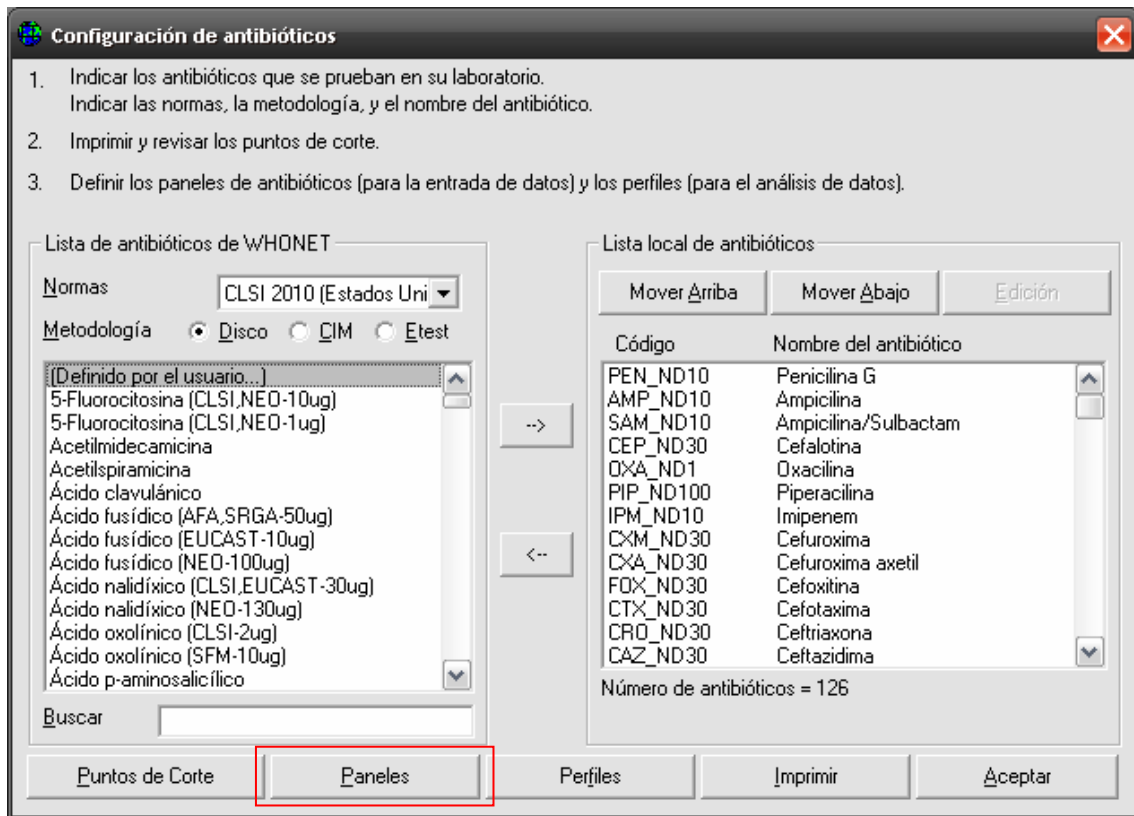 Configuración de antibióticos
1. Indicar los antibióticos que se prueban en su laboratorio.
Indicar las normas, la metodología, y el nombre del antibiótico.
2. Imprimir y revisar los puntos de corte.
3. Definir los paneles de antibióticos (para la entrada de datos) y los perfiles (para el análisis de datos).
Lista de antibióticos de WHONET
Normas CLSI 2010 (Estados Uni
Metodología Disco CIM Etest
(Definido por el usuario...)
5-Fluorocitosina (CLSI,NEO-10ug)
5-Fluorocitosina (CLSI,NEO-1ug)
Acetilmidecamicina
Acetilspiramicina
Ácido clavulánico
Ácido fusídico (AFA,SRGA-50ug)
Ácido fusídico (EUCAST-10ug)
Ácido fusídico (NEO-100ug)
Ácido nalidíxico (CLSI,EUCAST-30ug)
Ácido nalidíxico (NEO-130ug)
Ácido oxolínico (CLSI-2ug)
Ácido oxolínico (SFM-10ug)
Ácido p-aminosalicílico
Buscar
-->
<--
Lista local de antibióticos
Mover Arriba Mover Abajo Edición
Código Nombre del antibiótico
PEN_ND10 Penicilina G
AMP_ND10 Ampicilina
SAM_ND10 Ampicilina/Sulbactam
CEP_ND30 Cefalotina
OXA_ND1 Oxacilina
PIP_ND100 Piperacilina
IPM_ND10 Imipenem
CXM_ND30 Cefuroxima
CXA_ND30 Cefuroxima axetil
FOX_ND30 Cefoxitina
CTX_ND30 Cefotaxima
CRO_ND30 Ceftriaxona
CAZ_ND30 Ceftazidima
Número de antibióticos = 126
Puntos de Corte Paneles Perfiles Imprimir Aceptar